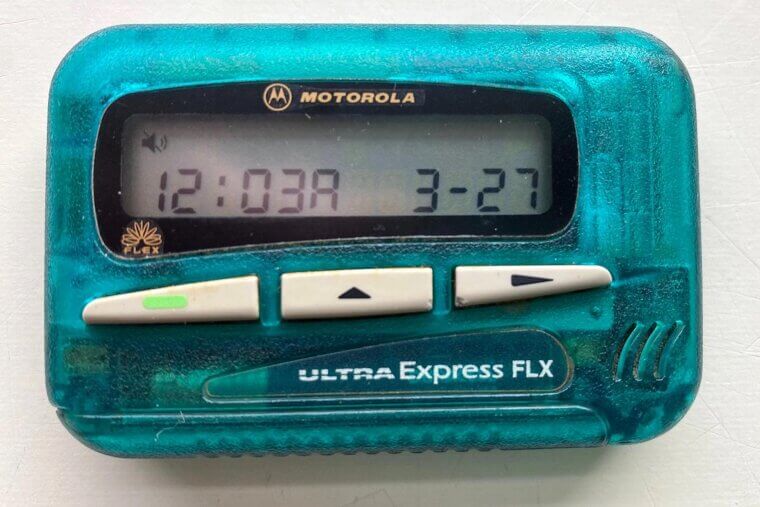 MOTOROLA
12:03A 3-27
FLEX
ULTRA Express FLX